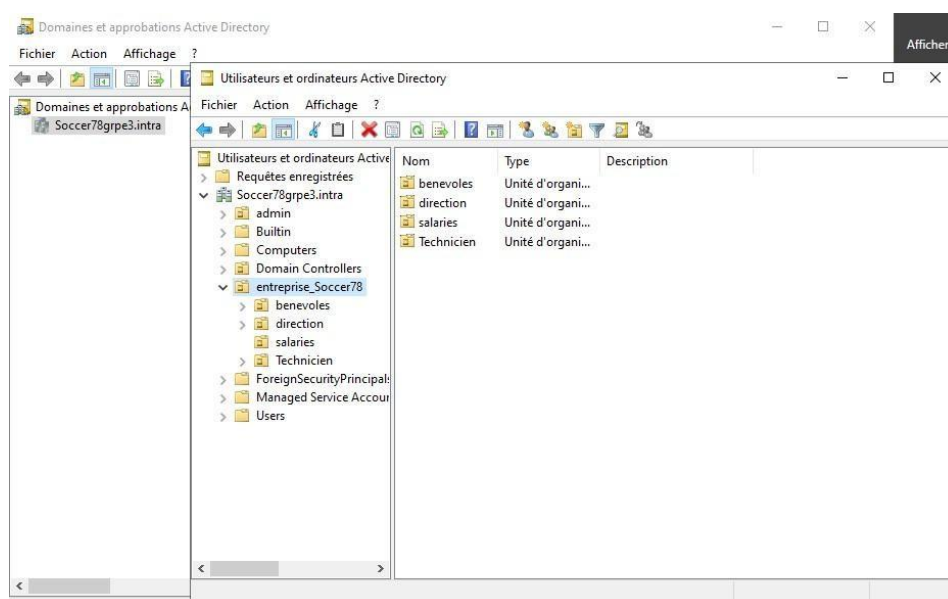 Domaines et approbations Active Directory
Fichier Action Affichage ?
Afficher
Domaines et approbations A
Soccer78grpe3.intra
Utilisateurs et ordinateurs Active Directory
Fichier Action Affichage ?
Utilisateurs et ordinateurs Active
Requêtes enregistrées
Soccer78grpe3.intra
admin
Builtin
Computers
Domain Controllers
entreprise_Soccer78
benevoles
direction
salaries
Technicien
ForeignSecurityPrincipals
Managed Service Accour
Users
Nom Type Description
benevoles Unité d'organi...
direction Unité d'organi...
salaries Unité d'organi...
Technicien Unité d'organi...